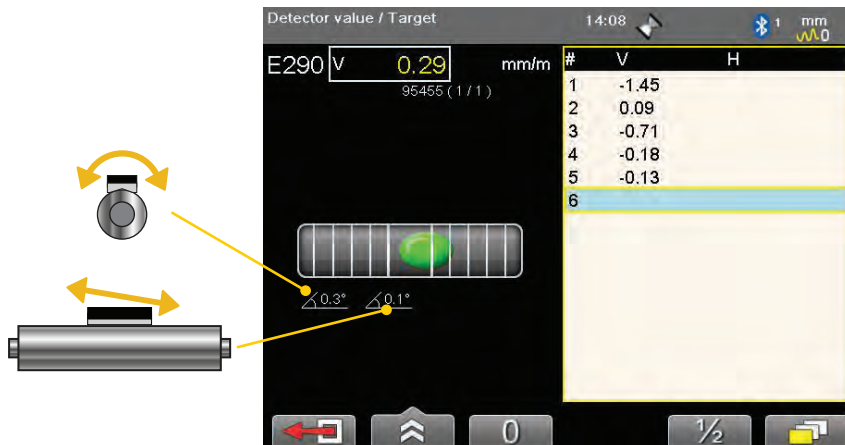 Detector value / Target 14:08 1 mm
0
E290 V 0.29 mm/m
95455 ( 1 / 1 )
# V H
1 -1.45
2 0.09
3 -0.71
4 -0.18
5 -0.13
6
0.3° 0.1°
0 ½